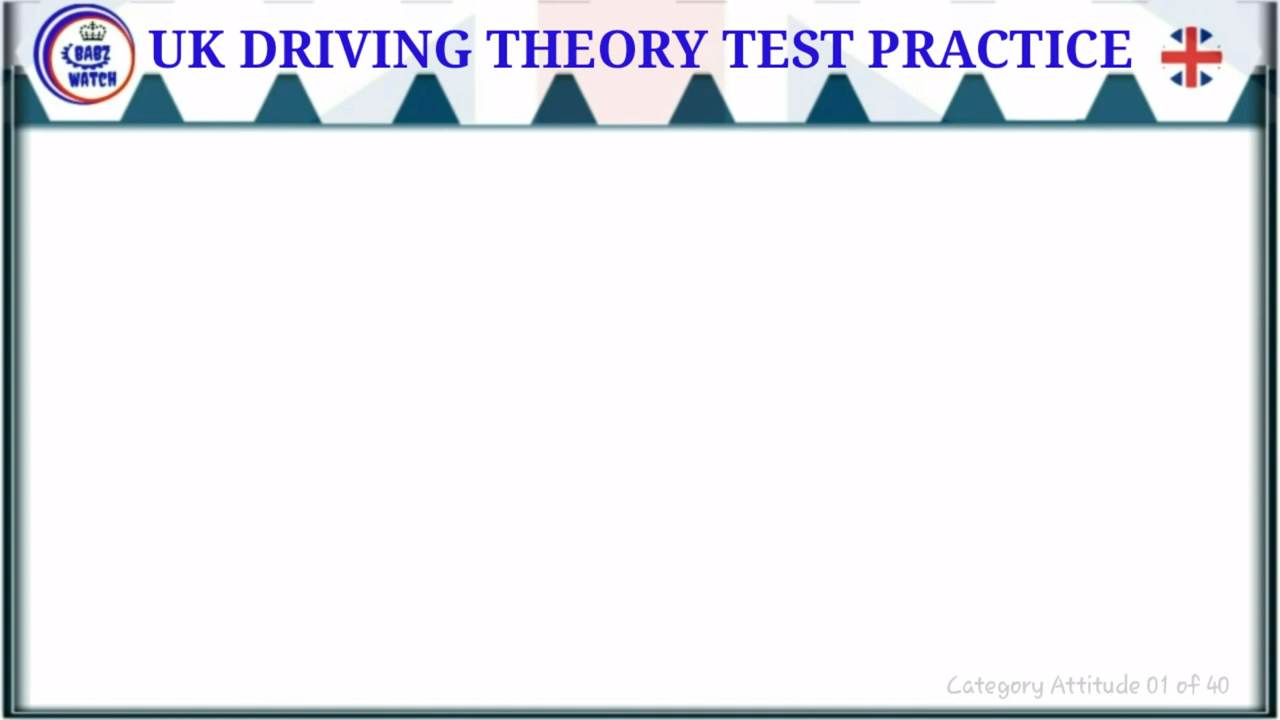 BABZ
WATCH
UK DRIVING THEORY TEST PRACTICE
Category Attitude 01 of 40